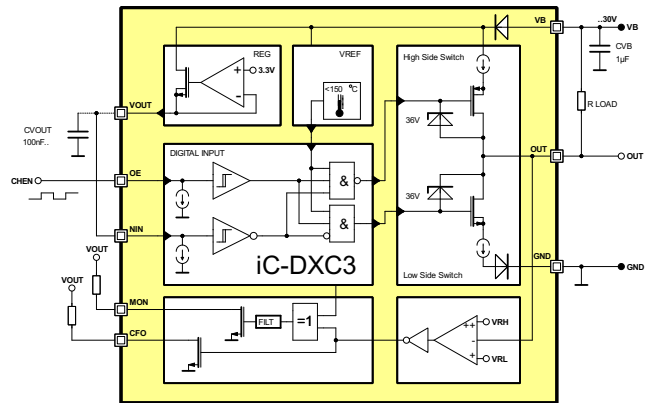 ..30V
VB
VB
CVB
1µF
REG
3.3V
VREF
<150 °C
High Side Switch
R LOAD
VOUT
CVOUT
100nF..
36V
DIGITAL INPUT
OE
CHEN
&
OUT
OUT
36V
&
NIN
VOUT
iC-DXC3
GND
GND
Low Side Switch
VOUT
MON
FILT
=1
CFO
VRH
++
-
+
VRL